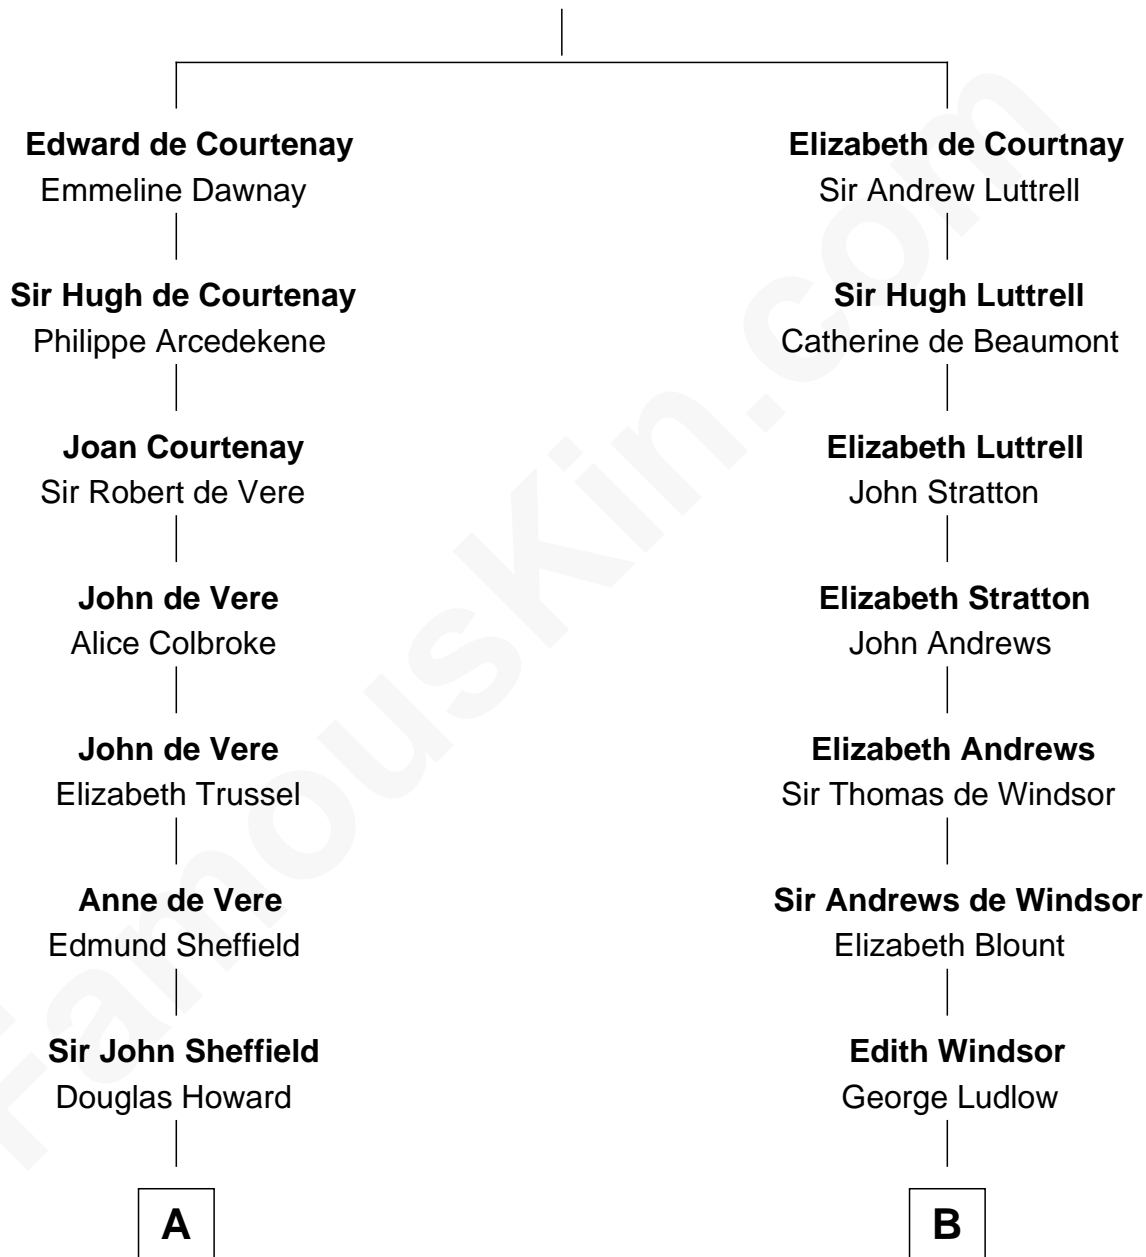 Edward de Courtenay
Emmeline Dawnay
Sir Hugh de Courtenay
Philippe Arcedekene
Joan Courtenay
Sir Robert de Vere
John de Vere
Alice Colbroke
John de Vere
Elizabeth Trussel
Anne de Vere
Edmund Sheffield
Sir John Sheffield
Douglas Howard
A
Elizabeth de Courtnay
Sir Andrew Luttrell
Sir Hugh Luttrell
Catherine de Beaumont
Elizabeth Luttrell
John Stratton
Elizabeth Stratton
John Andrews
Elizabeth Andrews
Sir Thomas de Windsor
Sir Andrews de Windsor
Elizabeth Blount
Edith Windsor
George Ludlow
B
FamousKin.com